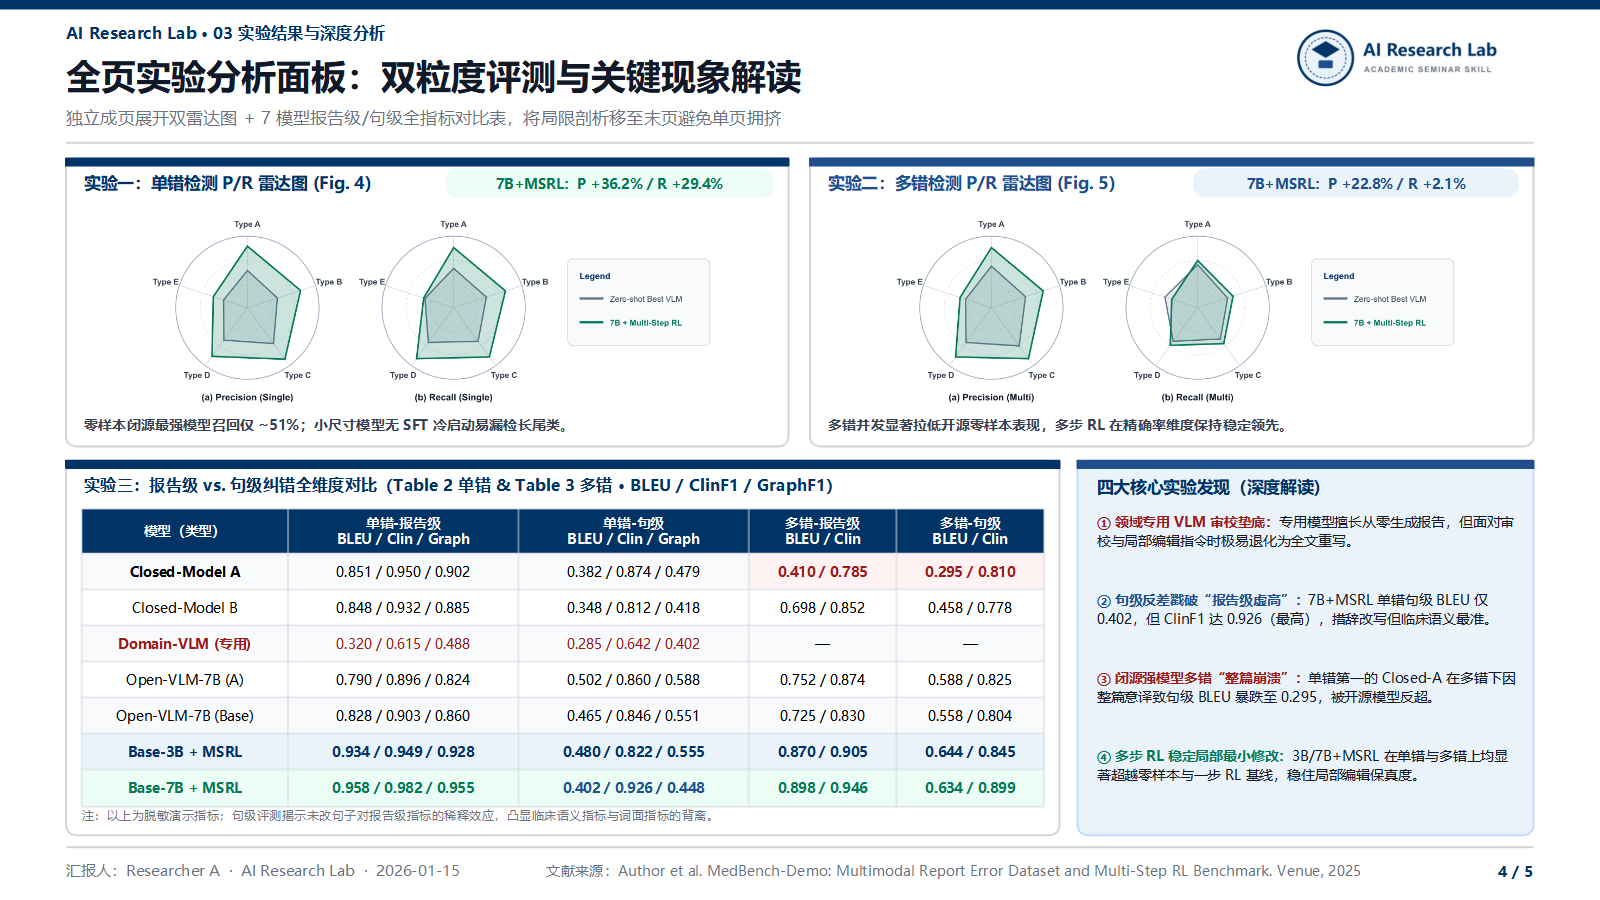 AI Research Lab • 03 实验结果与深度分析
全页实验分析面板：双粒度评测与关键现象解读
独立成页展开双雷达图 + 7 模型报告级/句级全指标对比表，将局限剖析移至末页避免单页拥挤
AI Research Lab
ACADEMIC SEMINAR SKILL
实验一：单错检测 P/R 雷达图 (Fig. 4)
7B+MSRL: P +36.2% / R +29.4%
Type A
Type B
Type C
Type D
Type E
(a) Precision (Single)
Type A
Type B
Type C
Type D
Type E
(b) Recall (Single)
Legend
Zero-shot Best VLM
7B + Multi-Step RL
零样本闭源最强模型召回仅 ~51%；小尺寸模型无 SFT 冷启动易漏检长尾类。
实验二：多错检测 P/R 雷达图 (Fig. 5)
7B+MSRL: P +22.8% / R +2.1%
Type A
Type B
Type C
Type D
Type E
(a) Precision (Multi)
Type A
Type B
Type C
Type D
Type E
(b) Recall (Multi)
Legend
Zero-shot Best VLM
7B + Multi-Step RL
多错并发显著拉低开源零样本表现，多步 RL 在精确率维度保持稳定领先。
实验三：报告级 vs. 句级纠错全维度对比（Table 2 单错 & Table 3 多错 • BLEU / ClinF1 / GraphF1）
模型（类型） 单错-报告级 BLEU / Clin / Graph 单错-句级 BLEU / Clin / Graph 多错-报告级 BLEU / Clin 多错-句级 BLEU / Clin
Closed-Model A 0.851 / 0.950 / 0.902 0.382 / 0.874 / 0.479 0.410 / 0.785 0.295 / 0.810
Closed-Model B 0.848 / 0.932 / 0.885 0.348 / 0.812 / 0.418 0.698 / 0.852 0.458 / 0.778
Domain-VLM (专用) 0.320 / 0.615 / 0.488 0.285 / 0.642 / 0.402 — —
Open-VLM-7B (A) 0.790 / 0.896 / 0.824 0.502 / 0.860 / 0.588 0.752 / 0.874 0.588 / 0.825
Open-VLM-7B (Base) 0.828 / 0.903 / 0.860 0.465 / 0.846 / 0.551 0.725 / 0.830 0.558 / 0.804
Base-3B + MSRL 0.934 / 0.949 / 0.928 0.480 / 0.822 / 0.555 0.870 / 0.905 0.644 / 0.845
Base-7B + MSRL 0.958 / 0.982 / 0.955 0.402 / 0.926 / 0.448 0.898 / 0.946 0.634 / 0.899
注：以上为脱敏演示指标；句级评测揭示未改句子对报告级指标的稀释效应，凸显临床语义指标与词面指标的背离。
四大核心实验发现（深度解读）
① 领域专用 VLM 审校垫底：专用模型擅长从零生成报告，但面对审
校与局部编辑指令时极易退化为全文重写。
② 句级反差戳破“报告级虚高”：7B+MSRL 单错句级 BLEU 仅
0.402，但 ClinF1 达 0.926（最高），措辞改写但临床语义最准。
③ 闭源强模型多错“整篇崩溃”：单错第一的 Closed-A 在多错下因
整篇意译致句级 BLEU 暴跌至 0.295，被开源模型反超。
④ 多步 RL 稳定局部最小修改：3B/7B+MSRL 在单错与多错上均显
著超越零样本与一步 RL 基线，稳住局部编辑保真度。
汇报人：Researcher A · AI Research Lab · 2026-01-15
文献来源：Author et al. MedBench-Demo: Multimodal Report Error Dataset and Multi-Step RL Benchmark. Venue, 2025
4 / 5